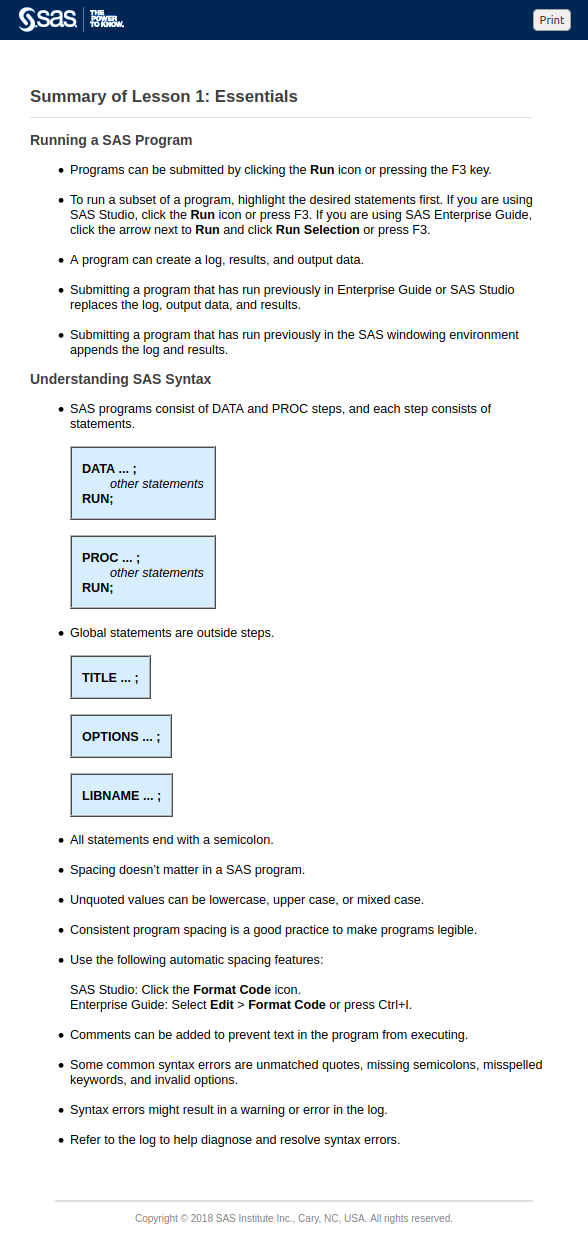 sas
THE
POWER
TO KNOW.
Print
Summary of Lesson 1: Essentials
Running a SAS Program
• Programs can be submitted by clicking the Run icon or pressing the F3 key.
• To run a subset of a program, highlight the desired statements first. If you are using
SAS Studio, click the Run icon or press F3. If you are using SAS Enterprise Guide,
click the arrow next to Run and click Run Selection or press F3.
• A program can create a log, results, and output data.
• Submitting a program that has run previously in Enterprise Guide or SAS Studio
replaces the log, output data, and results.
• Submitting a program that has run previously in the SAS windowing environment
appends the log and results.
Understanding SAS Syntax
• SAS programs consist of DATA and PROC steps, and each step consists of
statements.
DATA ... ;
other statements
RUN;
PROC ... ;
other statements
RUN;
• Global statements are outside steps.
TITLE ... ;
OPTIONS ... ;
LIBNAME ... ;
• All statements end with a semicolon.
• Spacing doesn’t matter in a SAS program.
• Unquoted values can be lowercase, upper case, or mixed case.
• Consistent program spacing is a good practice to make programs legible.
• Use the following automatic spacing features:
SAS Studio: Click the Format Code icon.
Enterprise Guide: Select Edit > Format Code or press Ctrl+I.
• Comments can be added to prevent text in the program from executing.
• Some common syntax errors are unmatched quotes, missing semicolons, misspelled
keywords, and invalid options.
• Syntax errors might result in a warning or error in the log.
• Refer to the log to help diagnose and resolve syntax errors.
Copyright © 2018 SAS Institute Inc., Cary, NC, USA. All rights reserved.